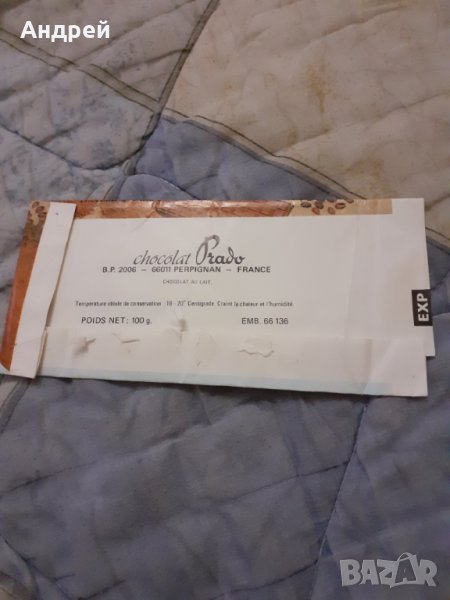 Андрей
chocolat Prado
B.P. 2006 - 66011 PERPIGNAN - FRANCE
CHOCOLAT AU LAIT.
Température idéale de conservation : 18 - 20° Centigrade. Craint la chaleur et l'humidité.
POIDS NET : 100 g. EMB. 66 136
EXP
BAZAR